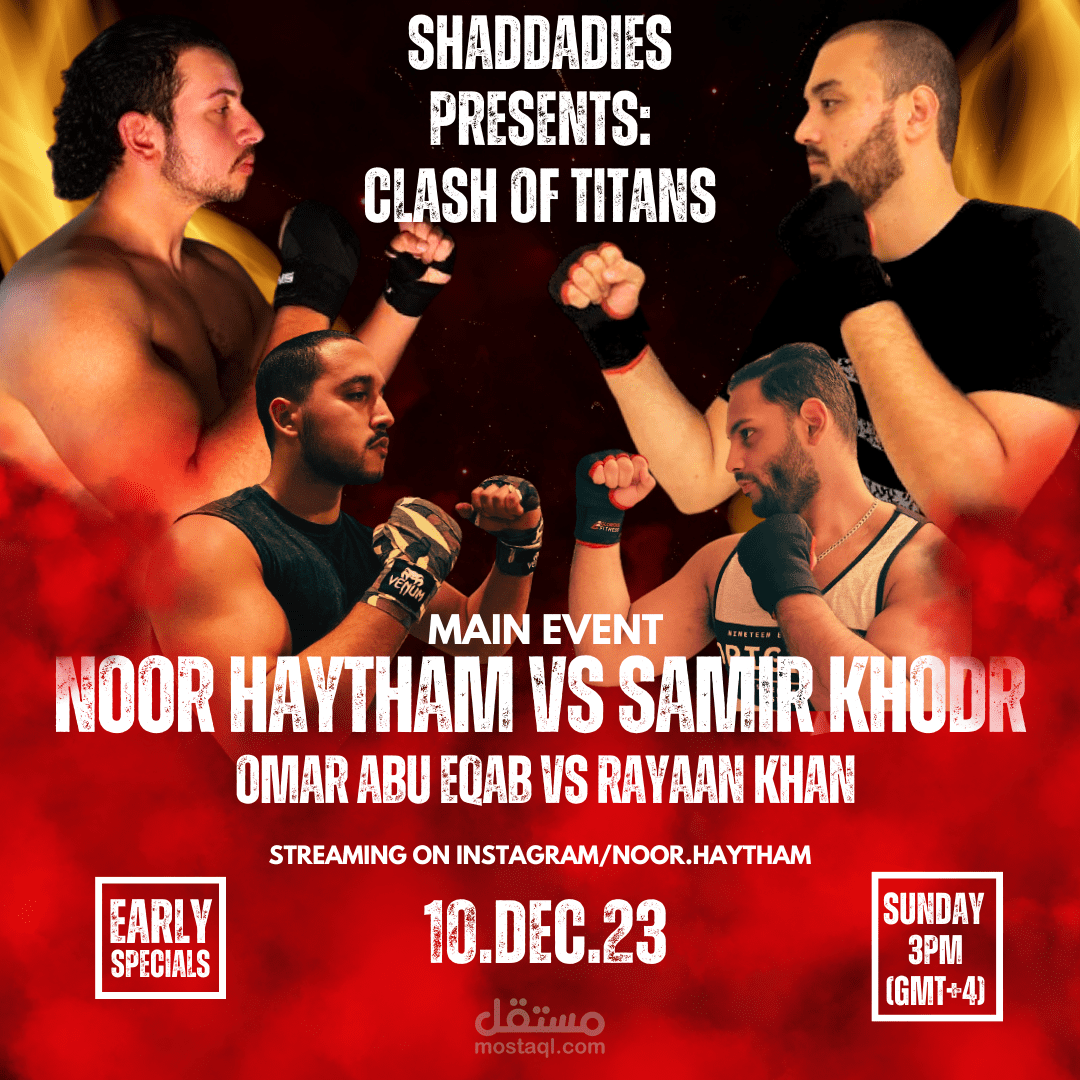 SHADDADIES
PRESENTS:
CLASH OF TITANS
VENUM
MAIN EVENT
NOOR HAYTHAM VS SAMIR KHODR
OMAR ABU EQAB VS RAYAAN KHAN
STREAMING ON INSTAGRAM/NOOR.HAYTHAM
EARLY
SPECIALS
10.DEC.23
SUNDAY
3PM
(GMT+4)
مستقل
mostaql.com